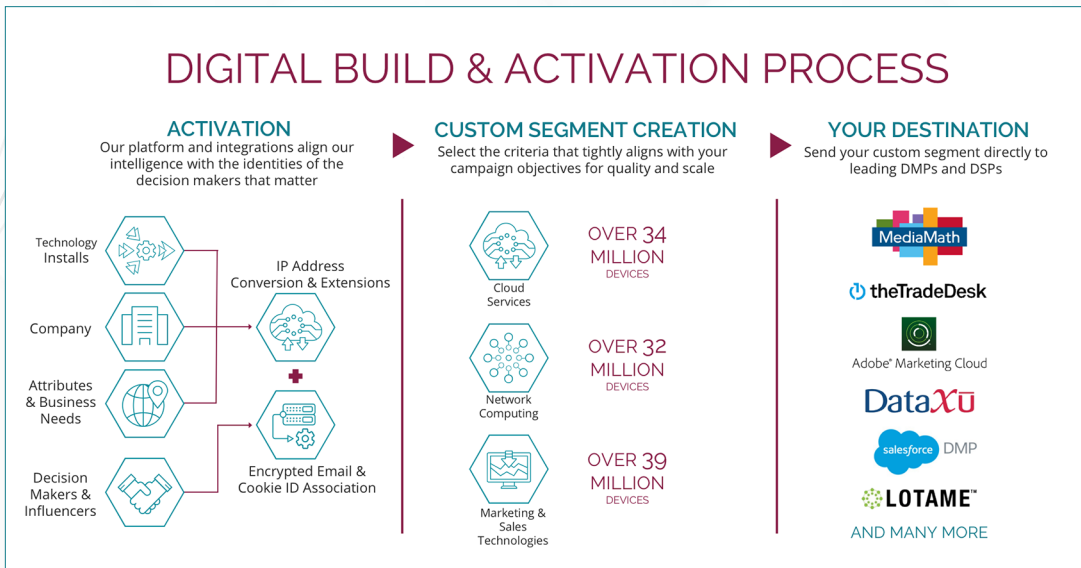 DIGITAL BUILD & ACTIVATION PROCESS
ACTIVATION
Our platform and integrations align our
intelligence with the identities of the
decision makers that matter
Technology
Installs
Company
Attributes
& Business
Needs
Decision
Makers &
Influencers
IP Address
Conversion & Extensions
Encrypted Email &
Cookie ID Association
CUSTOM SEGMENT CREATION
Select the criteria that tightly aligns with your
campaign objectives for quality and scale
Cloud
Services
OVER 34
MILLION
DEVICES
Network
Computing
OVER 32
MILLION
DEVICES
Marketing &
Sales
Technologies
OVER 39
MILLION
DEVICES
YOUR DESTINATION
Send your custom segment directly to
leading DMPs and DSPs
MediaMath
theTradeDesk
Adobe® Marketing Cloud
DataXū
salesforce DMP
LOTAME™
AND MANY MORE